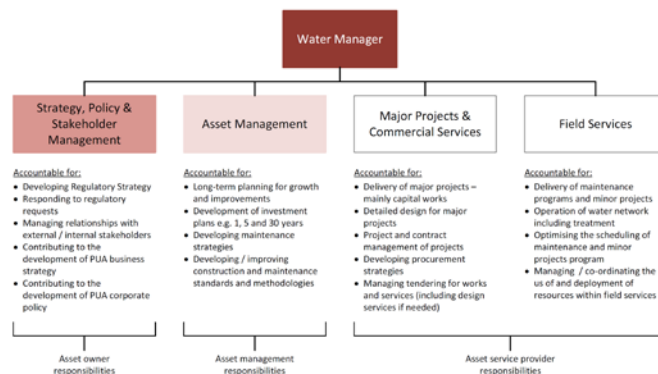 Water Manager
Strategy, Policy &
Stakeholder
Management
Asset Management
Major Projects &
Commercial Services
Field Services
Accountable for:
• Developing Regulatory Strategy
• Responding to regulatory
requests
• Managing relationships with
external / internal stakeholders
• Contributing to the
development of PUA business
strategy
• Contributing to the
development of PUA corporate
policy
Accountable for:
• Long-term planning for growth
and improvements
• Development of investment
plans e.g. 1, 5 and 30 years
• Developing maintenance
strategies
• Developing / improving
construction and maintenance
standards and methodologies
Accountable for:
• Delivery of major projects –
mainly capital works
• Detailed design for major
projects
• Project and contract
management of projects
• Developing procurement
strategies
• Managing tendering for works
and services (including design
services if needed)
Accountable for:
• Delivery of maintenance
programs and minor projects
• Operation of water network
including treatment
• Optimising the scheduling of
maintenance and minor
projects program
• Managing / co-ordinating the
us of and deployment of
resources within field services
Asset owner
responsibilities
Asset management
responsibilities
Asset service provider
responsibilities